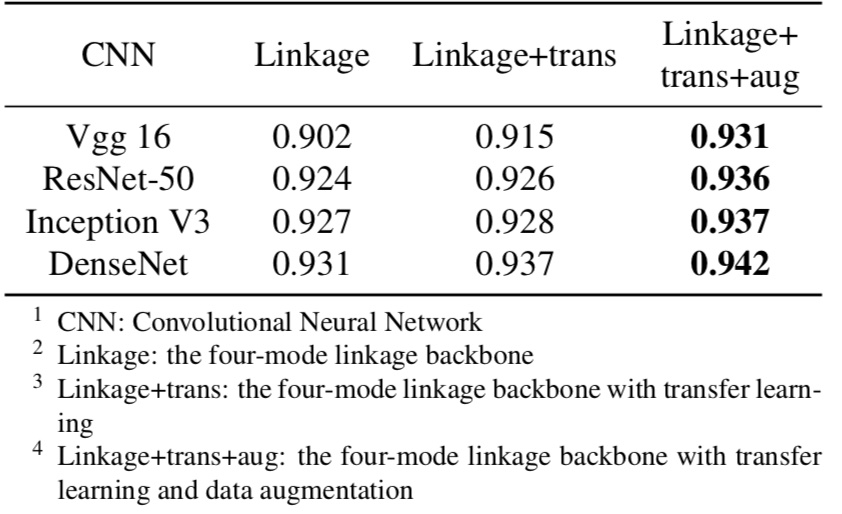 CNN Linkage Linkage+trans Linkage+
trans+aug
Vgg 16 0.902 0.915 0.931
ResNet-50 0.924 0.926 0.936
Inception V3 0.927 0.928 0.937
DenseNet 0.931 0.937 0.942
1 CNN: Convolutional Neural Network
2 Linkage: the four-mode linkage backbone
3 Linkage+trans: the four-mode linkage backbone with transfer learn-
ing
4 Linkage+trans+aug: the four-mode linkage backbone with transfer
learning and data augmentation